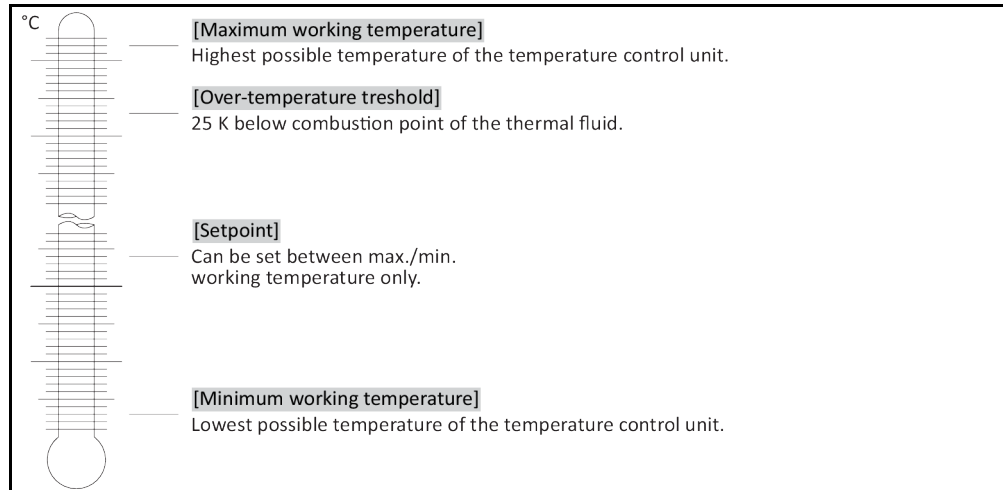 °C
[Maximum working temperature]
Highest possible temperature of the temperature control unit.
[Over-temperature treshold]
25 K below combustion point of the thermal fluid.
[Setpoint]
Can be set between max./min.
working temperature only.
[Minimum working temperature]
Lowest possible temperature of the temperature control unit.